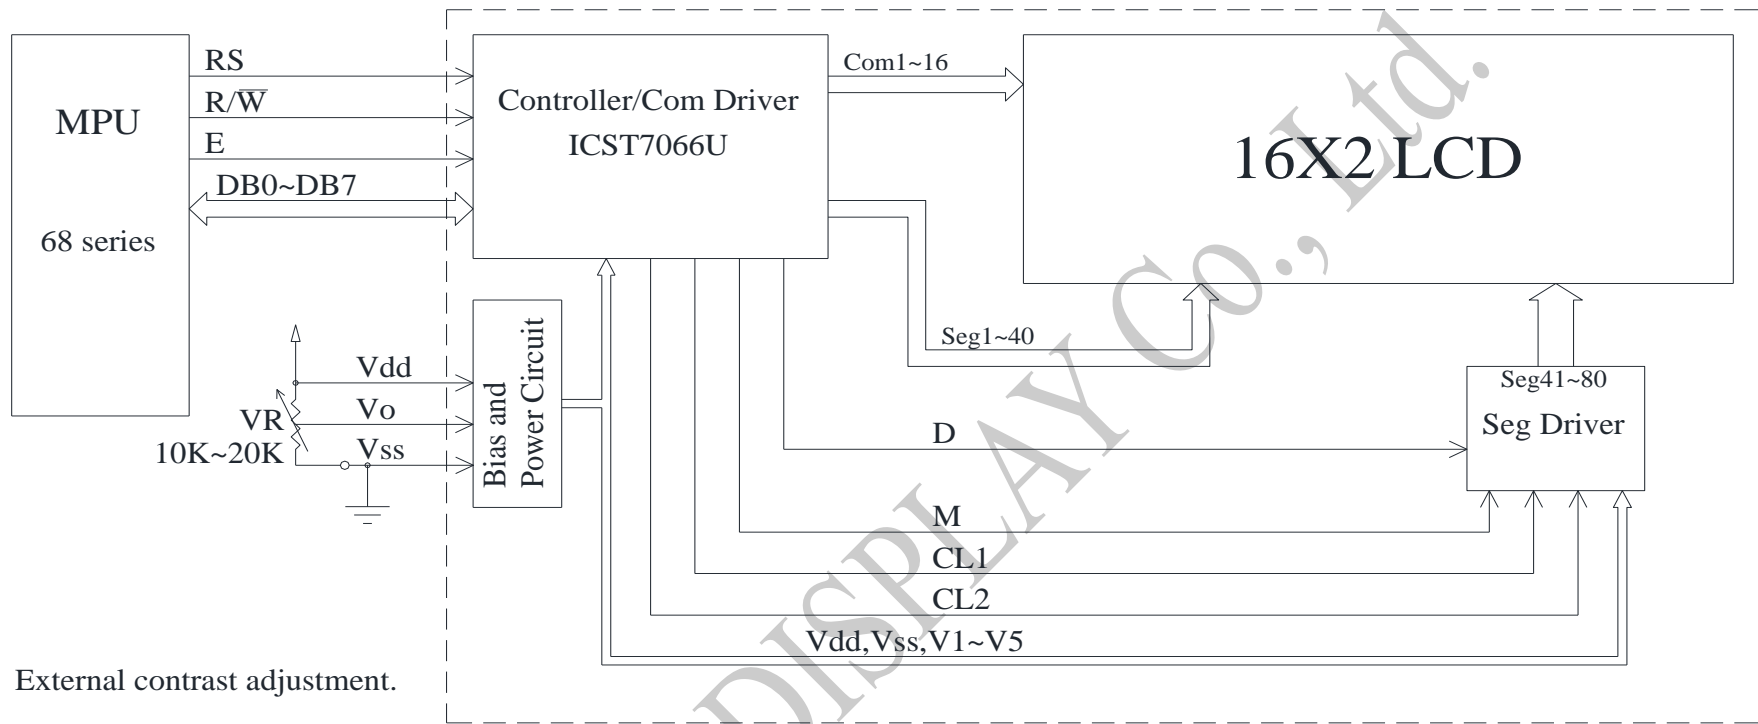 MPU
68 series
RS
R/W̅
E
DB0~DB7
Controller/Com Driver
ICST7066U
Com1~16
16X2 LCD
Seg1~40
Seg41~80
Seg Driver
Vdd
Vo
Vss
VR
10K~20K
Bias and
Power Circuit
D
M
CL1
CL2
Vdd,Vss,V1~V5
External contrast adjustment.
DISPLAY Co., Ltd.